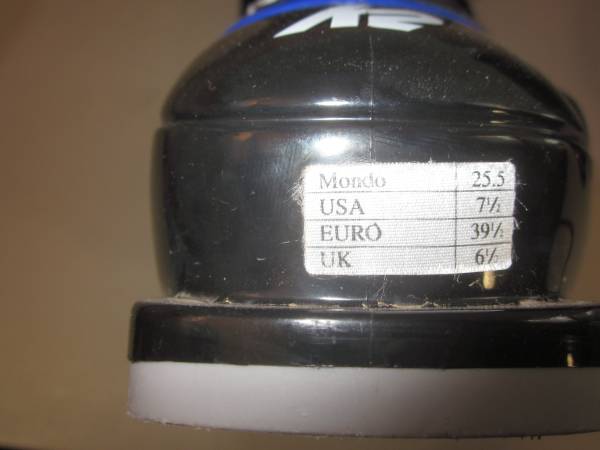 Mondo 25.5
USA 7½
EURO 39½
UK 6½